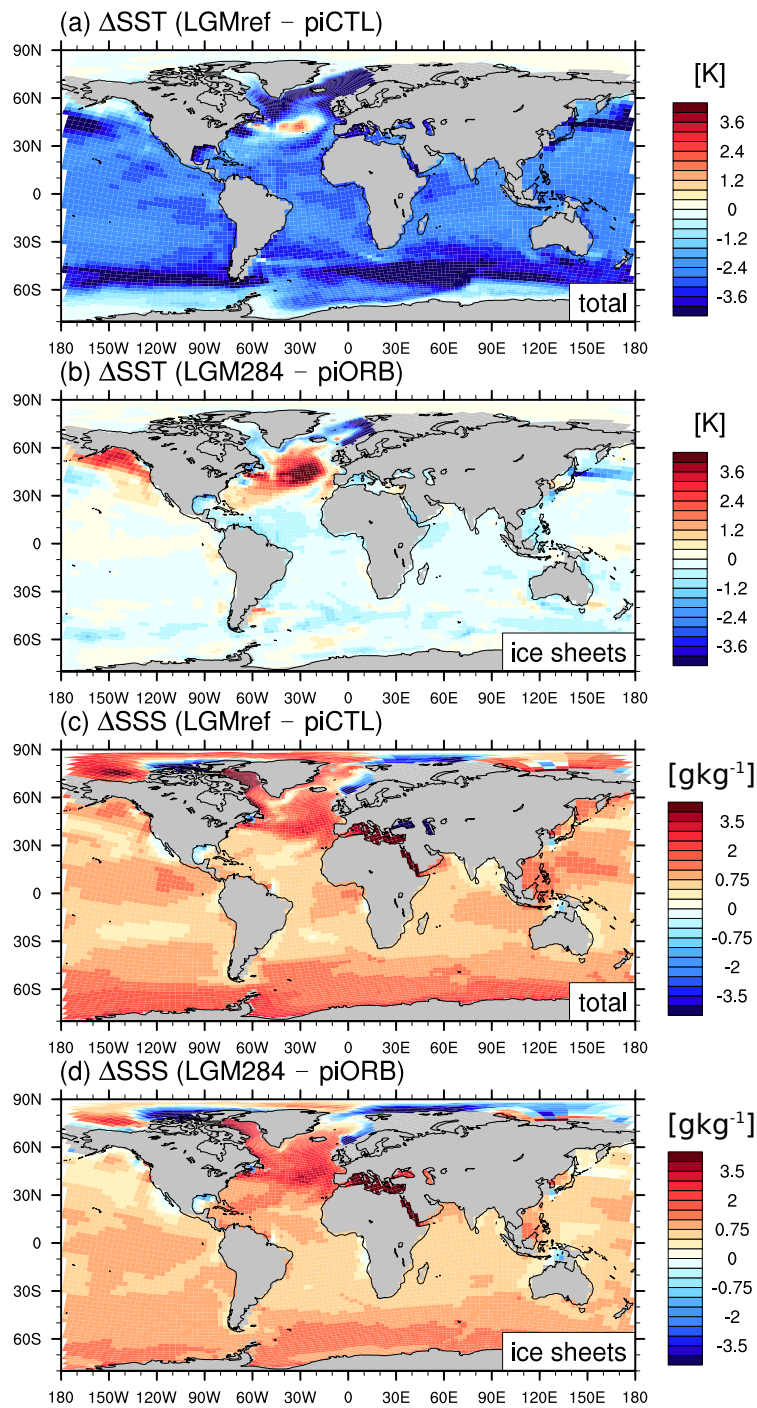 (a) ΔSST (LGMref − piCTL)
90N
60N
30N
0
30S
60S
180 150W 120W 90W 60W 30W 0 30E 60E 90E 120E 150E 180
total
[K]
3.6
2.4
1.2
0
-1.2
-2.4
-3.6
(b) ΔSST (LGM284 − piORB)
90N
60N
30N
0
30S
60S
180 150W 120W 90W 60W 30W 0 30E 60E 90E 120E 150E 180
ice sheets
[K]
3.6
2.4
1.2
0
-1.2
-2.4
-3.6
(c) ΔSSS (LGMref − piCTL)
90N
60N
30N
0
30S
60S
180 150W 120W 90W 60W 30W 0 30E 60E 90E 120E 150E 180
total
[gkg⁻¹]
3.5
2
0.75
0
-0.75
-2
-3.5
(d) ΔSSS (LGM284 − piORB)
90N
60N
30N
0
30S
60S
180 150W 120W 90W 60W 30W 0 30E 60E 90E 120E 150E 180
ice sheets
[gkg⁻¹]
3.5
2
0.75
0
-0.75
-2
-3.5